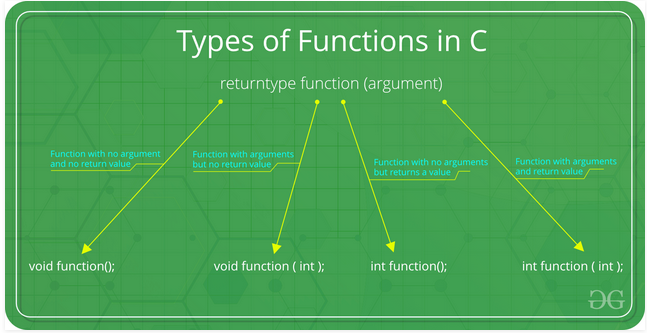 Types of Functions in C
returntype function (argument)
Function with no argument
and no return value
Function with arguments
but no return value
Function with no arguments
but returns a value
Function with arguments
and return value
void function();
void function ( int );
int function();
int function ( int );
GG